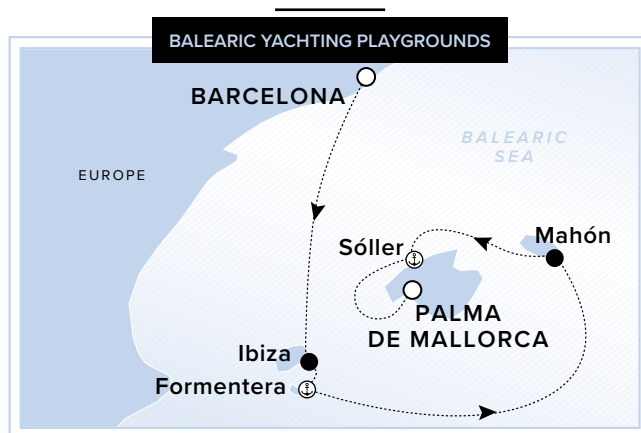 BALEARIC YACHTING PLAYGROUNDS
BARCELONA
BALEARIC
SEA
EUROPE
Sóller
Mahón
PALMA
DE MALLORCA
Ibiza
Formentera